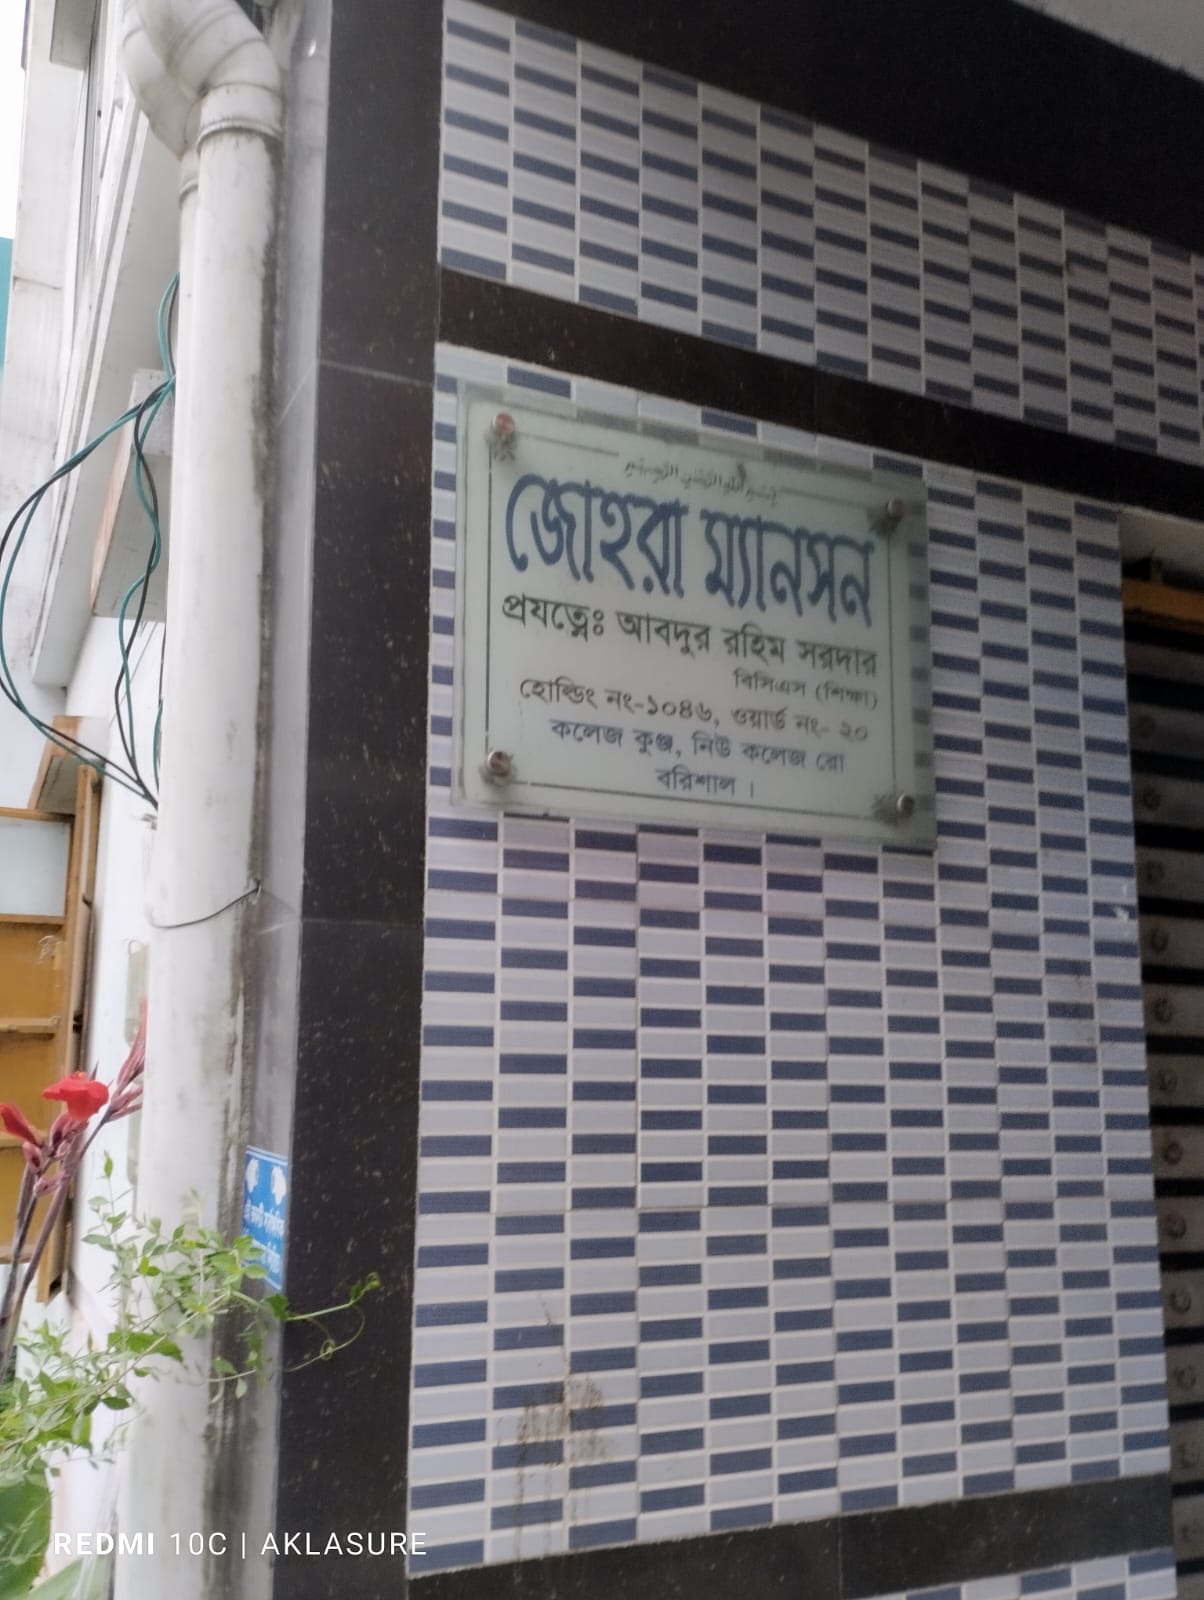 জোহরা ম্যানসন
প্রযত্নেঃ আবদুর রহিম সরদার
বিসিএস (শিক্ষা)
হোল্ডিং নং-১০৪৬, ওয়ার্ড নং- ২০
কলেজ কুঞ্জ, নিউ কলেজ রো
বরিশাল ।
REDMI 10C | AKLASURE